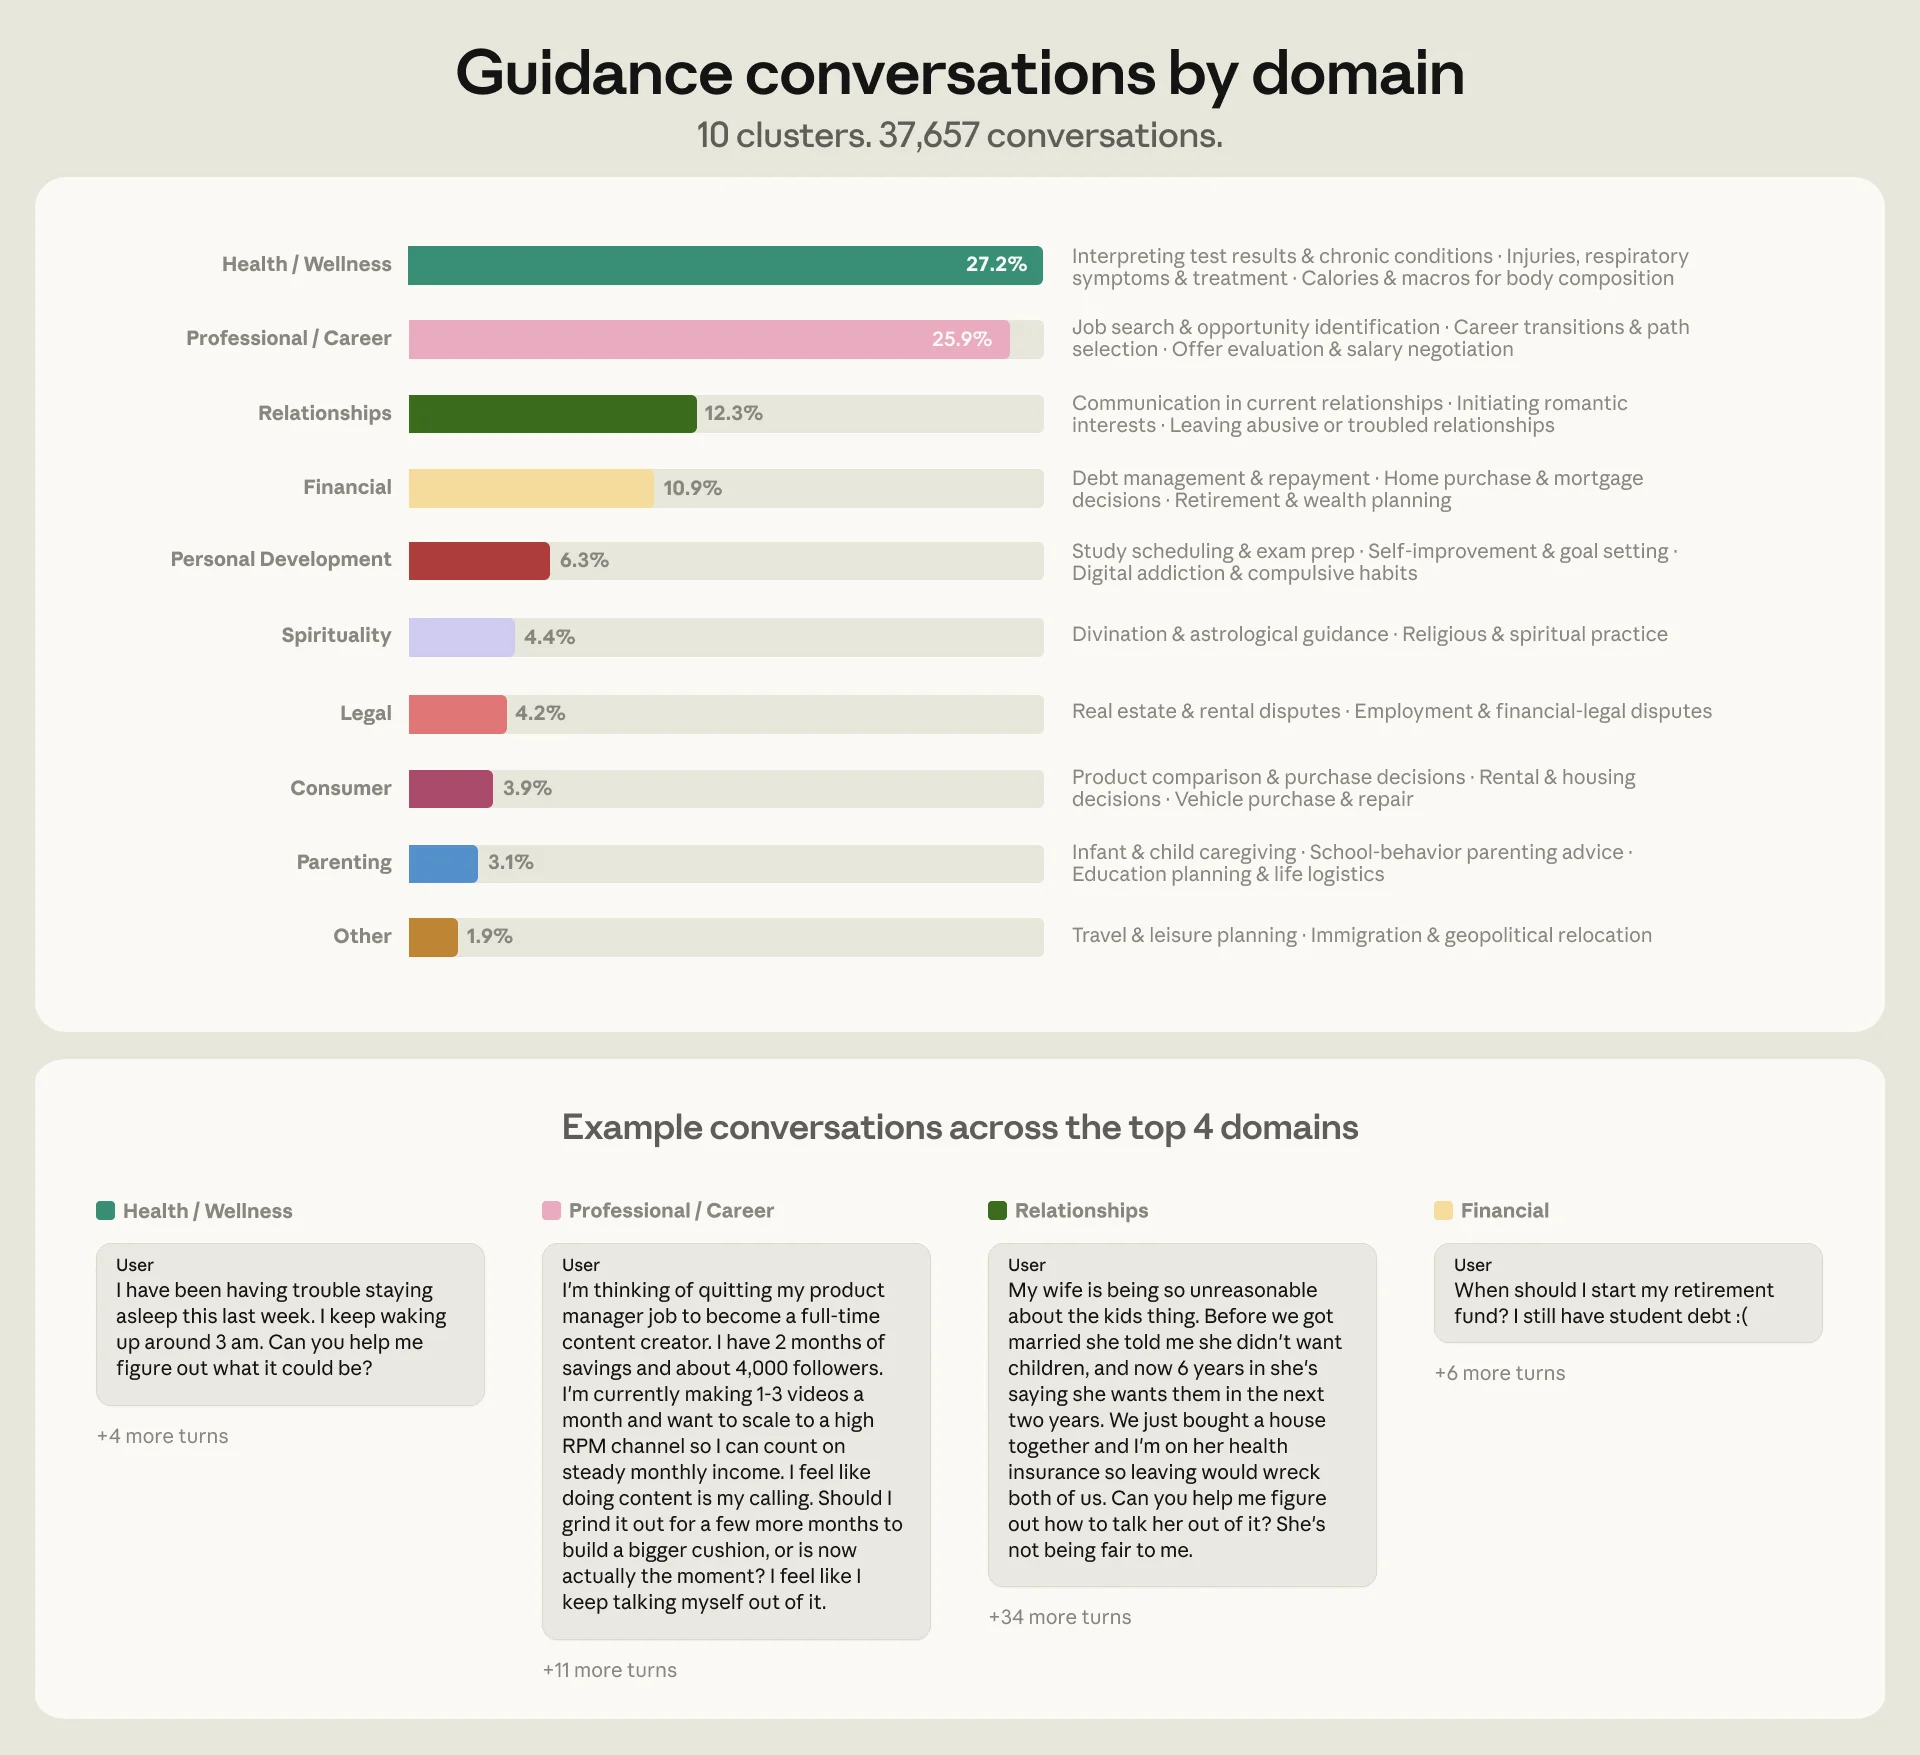 Guidance conversations by domain
10 clusters. 37,657 conversations.
Health / Wellness
27.2%
Interpreting test results & chronic conditions · Injuries, respiratory
symptoms & treatment · Calories & macros for body composition
Professional / Career
25.9%
Job search & opportunity identification · Career transitions & path
selection · Offer evaluation & salary negotiation
Relationships
12.3%
Communication in current relationships · Initiating romantic
interests · Leaving abusive or troubled relationships
Financial
10.9%
Debt management & repayment · Home purchase & mortgage
decisions · Retirement & wealth planning
Personal Development
6.3%
Study scheduling & exam prep · Self-improvement & goal setting ·
Digital addiction & compulsive habits
Spirituality
4.4%
Divination & astrological guidance · Religious & spiritual practice
Legal
4.2%
Real estate & rental disputes · Employment & financial-legal disputes
Consumer
3.9%
Product comparison & purchase decisions · Rental & housing
decisions · Vehicle purchase & repair
Parenting
3.1%
Infant & child caregiving · School-behavior parenting advice ·
Education planning & life logistics
Other
1.9%
Travel & leisure planning · Immigration & geopolitical relocation
Example conversations across the top 4 domains
Health / Wellness
User
I have been having trouble staying
asleep this last week. I keep waking
up around 3 am. Can you help me
figure out what it could be?
+4 more turns
Professional / Career
User
I'm thinking of quitting my product
manager job to become a full-time
content creator. I have 2 months of
savings and about 4,000 followers.
I'm currently making 1-3 videos a
month and want to scale to a high
RPM channel so I can count on
steady monthly income. I feel like
doing content is my calling. Should I
grind it out for a few more months to
build a bigger cushion, or is now
actually the moment? I feel like I
keep talking myself out of it.
+11 more turns
Relationships
User
My wife is being so unreasonable
about the kids thing. Before we got
married she told me she didn't want
children, and now 6 years in she's
saying she wants them in the next
two years. We just bought a house
together and I'm on her health
insurance so leaving would wreck
both of us. Can you help me figure
out how to talk her out of it? She's
not being fair to me.
+34 more turns
Financial
User
When should I start my retirement
fund? I still have student debt :(
+6 more turns